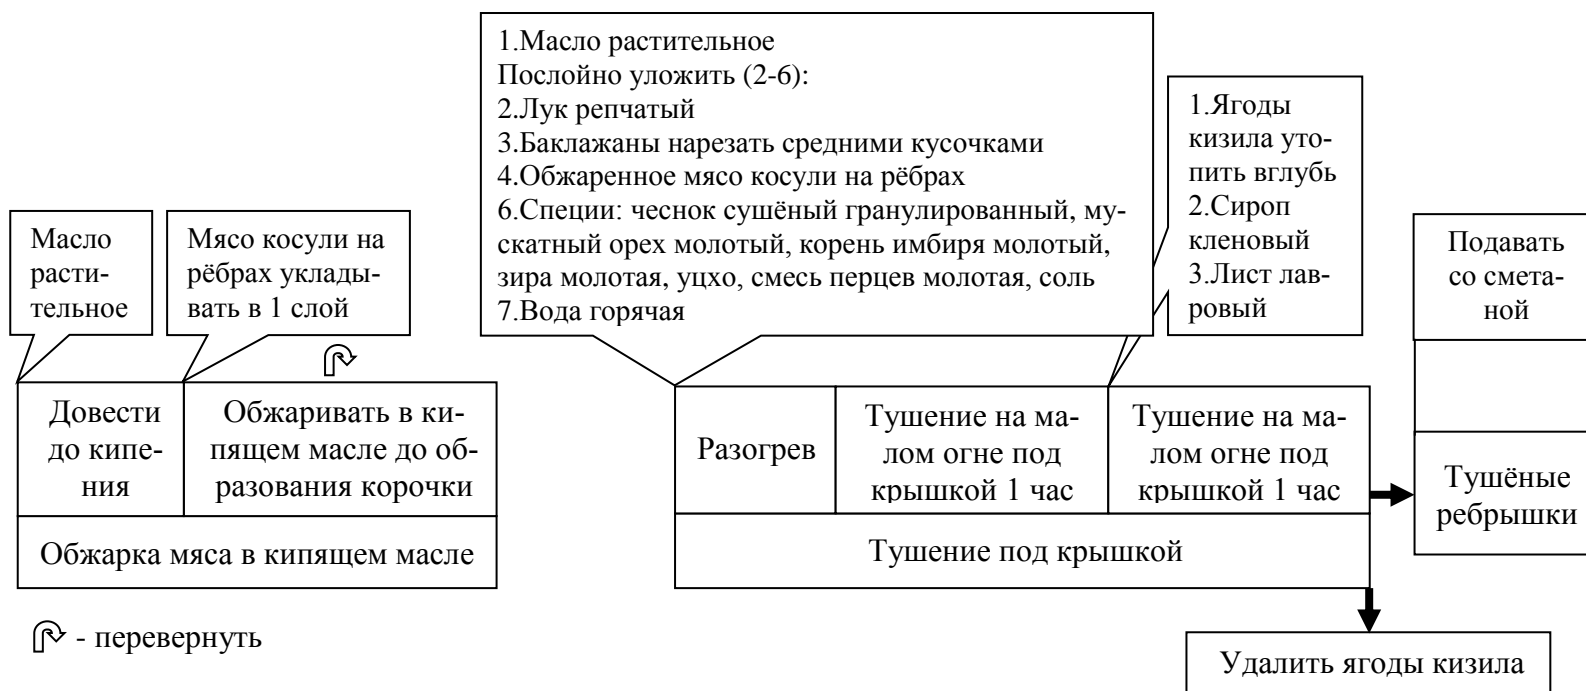 1.Масло растительное
Послойно уложить (2-6):
2.Лук репчатый
3.Баклажаны нарезать средними кусочками
4.Обжаренное мясо косули на рёбрах
6.Специи: чеснок сушёный гранулированный, му-
скатный орех молотый, корень имбиря молотый,
зира молотая, уцхо, смесь перцев молотая, соль
7.Вода горячая
1.Ягоды
кизила уто-
пить вглубь
2.Сироп
кленовый
3.Лист лав-
ровый
Масло
расти-
тельное
Мясо косули на
рёбрах уклады-
вать в 1 слой
Подавать
со смета-
ной
Довести
до кипе-
ния
Обжаривать в ки-
пящем масле до об-
разования корочки
Обжарка мяса в кипящем масле
Разогрев
Тушение на ма-
лом огне под
крышкой 1 час
Тушение на ма-
лом огне под
крышкой 1 час
Тушение под крышкой
Тушёные
ребрышки
- перевернуть
Удалить ягоды кизила